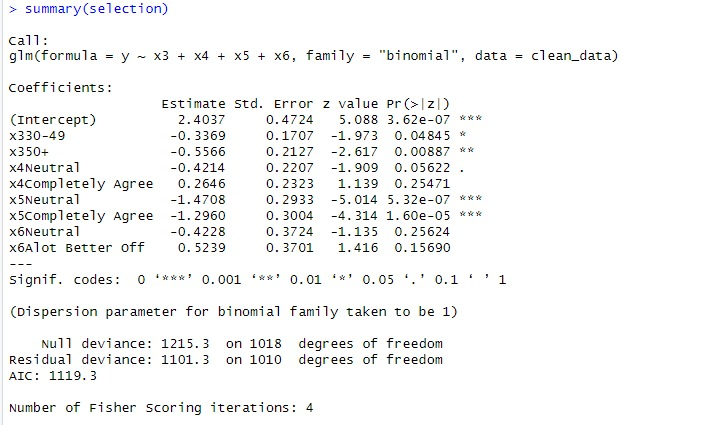 > summary(selection)
Call:
glm(formula = y ~ x3 + x4 + x5 + x6, family = "binomial", data = clean_data)
Coefficients:
Estimate Std. Error z value Pr(>|z|)
(Intercept) 2.4037 0.4724 5.088 3.62e-07 ***
x330-49 -0.3369 0.1707 -1.973 0.04845 *
x350+ -0.5566 0.2127 -2.617 0.00887 **
x4Neutral -0.4214 0.2207 -1.909 0.05622 .
x4Completely Agree 0.2646 0.2323 1.139 0.25471
x5Neutral -1.4708 0.2933 -5.014 5.32e-07 ***
x5Completely Agree -1.2960 0.3004 -4.314 1.60e-05 ***
x6Neutral -0.4228 0.3724 -1.135 0.25624
x6Alot Better Off 0.5239 0.3701 1.416 0.15690
---
Signif. codes: 0 ‘***’ 0.001 ‘**’ 0.01 ‘*’ 0.05 ‘.’ 0.1 ‘ ’ 1
(Dispersion parameter for binomial family taken to be 1)
Null deviance: 1215.3 on 1018 degrees of freedom
Residual deviance: 1101.3 on 1010 degrees of freedom
AIC: 1119.3
Number of Fisher Scoring iterations: 4